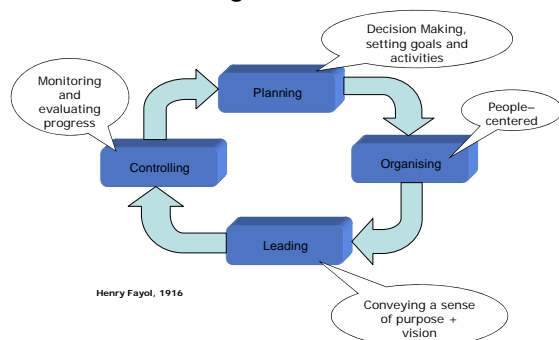 Decision Making,
setting goals and
activities
Monitoring
and
evaluating
progress
Planning
People–
centered
Controlling
Organising
Leading
Henry Fayol, 1916
Conveying a sense
of purpose +
vision